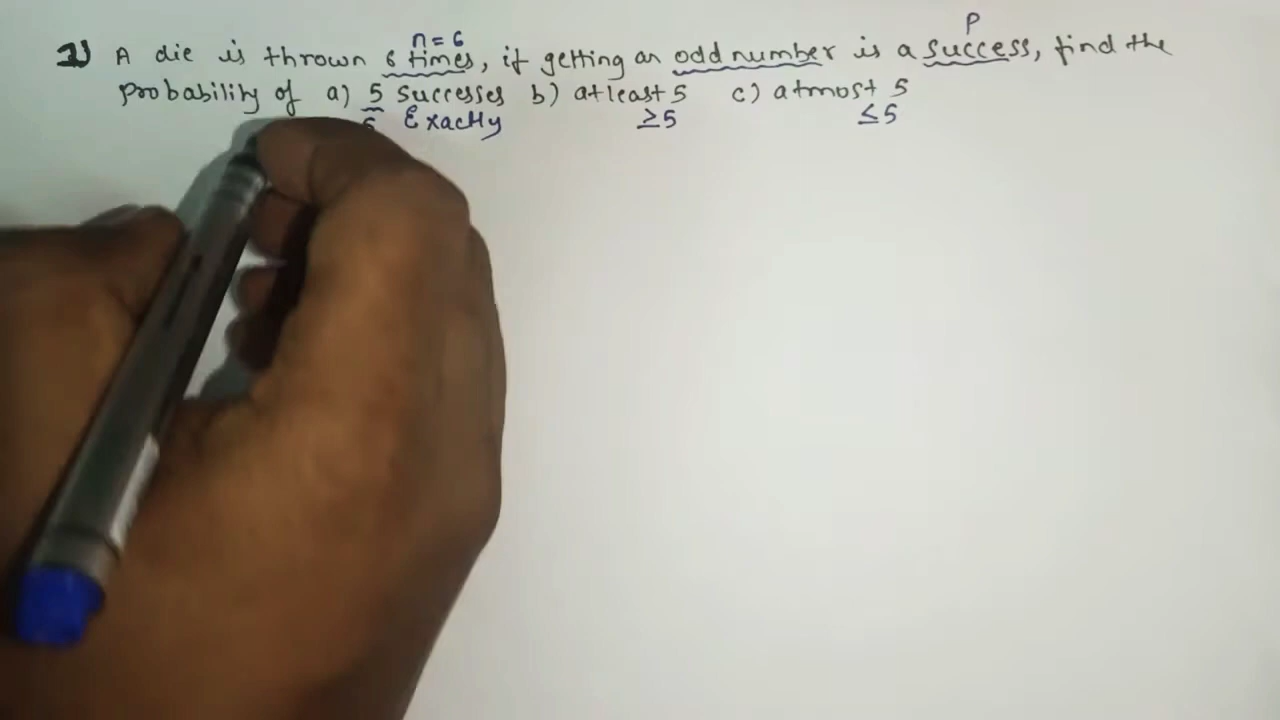 n = 6 P
1) A die is thrown 6 times, if getting an odd number is a success, find the
probability of a) 5 successes b) atleast 5 c) atmost 5
Exactly ≥5 ≤5